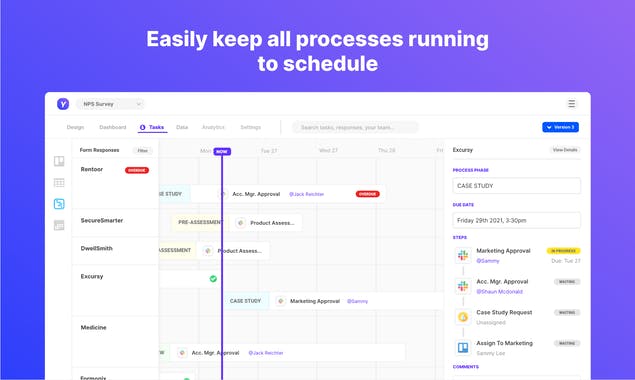 Easily keep all processes running
to schedule
Y
NPS Survey
Design
Dashboard
Tasks
Data
Analytics
Settings
Search tasks, responses, your team...
Version 3
Form Responses
Filter
Mon
NOW
Tue 27
Wed 27
Thu 28
Fri
Rentoor
OVERDUE
SE STUDY
Acc. Mgr. Approval
@Jack Reichter
OVERDUE
SecureSmarter
PRE-ASSESSMENT
Product Assess...
DwellSmith
ASSESSMENT
Product Assess...
Excursy
CASE STUDY
Marketing Approval
@Sammy
Medicine
W
Acc. Mgr. Approval
@Jack Reichter
Formonix
Excursy
View Details
PROCESS PHASE
CASE STUDY
DUE DATE
Friday 29th 2021, 3:30pm
STEPS
Marketing Approval
IN PROGRESS
@Sammy
Due: Tue 27
Acc. Mgr. Approval
WAITING
@Shaun Mcdonald
Case Study Request
WAITING
Unassigned
Assign To Marketing
WAITING
Sammy Lee
COMMENTS